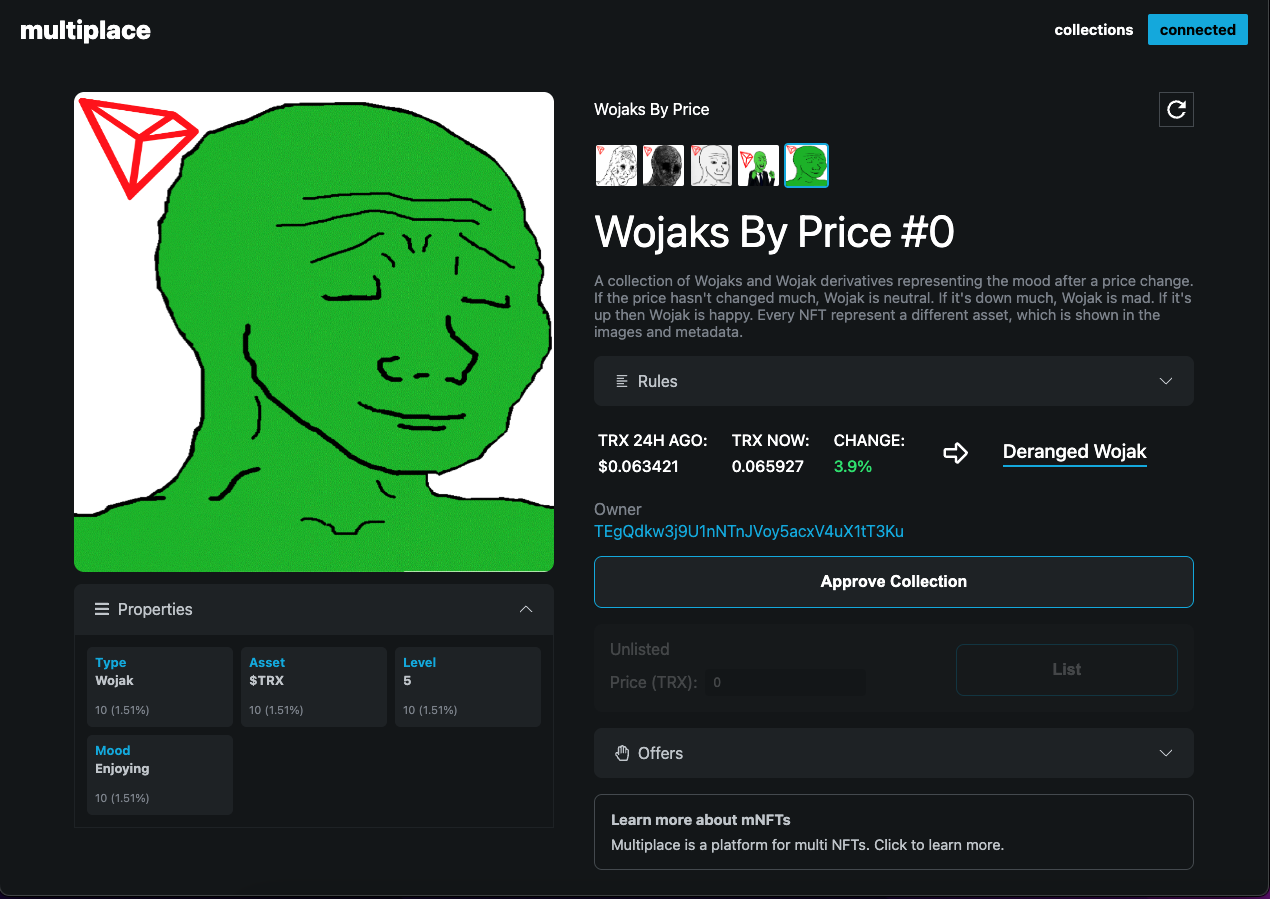 multiplace
collections
connected
Wojaks By Price
Wojaks By Price #0
A collection of Wojaks and Wojak derivatives representing the mood after a price change.
If the price hasn't changed much, Wojak is neutral. If it's down much, Wojak is mad. If it's
up then Wojak is happy. Every NFT represent a different asset, which is shown in the
images and metadata.
Rules
TRX 24H AGO: TRX NOW: CHANGE:
$0.063421 0.065927 3.9%
Deranged Wojak
Owner
TEgQdkw3j9U1nNTnJVoy5acxV4uX1tT3Ku
Approve Collection
Unlisted
Price (TRX): 0
List
Offers
Learn more about mNFTs
Multiplace is a platform for multi NFTs. Click to learn more.
Properties
Type
Wojak
10 (1.51%)
Asset
$TRX
10 (1.51%)
Level
5
10 (1.51%)
Mood
Enjoying
10 (1.51%)